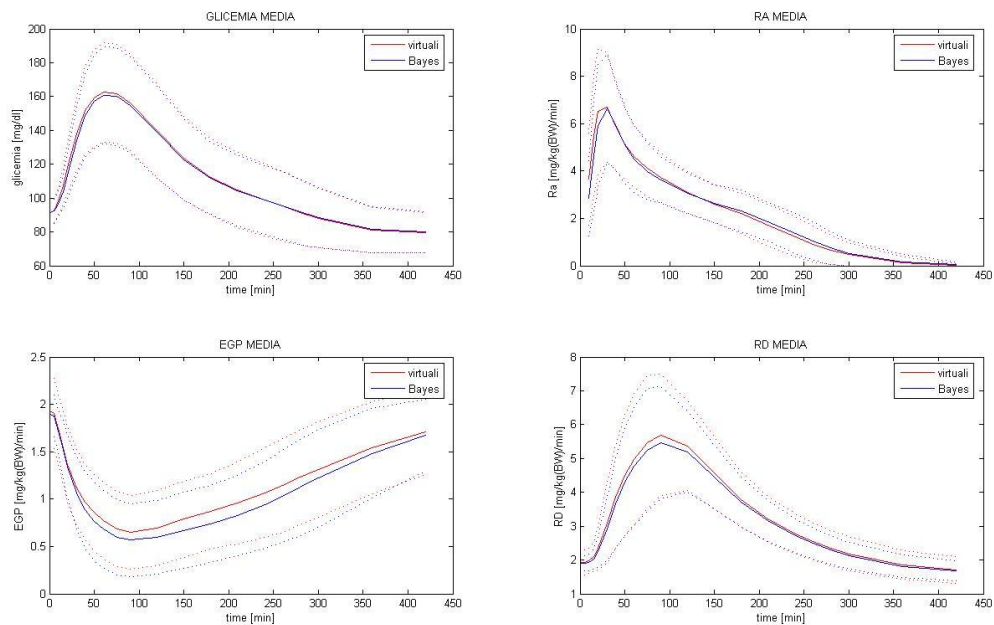 GLICEMIA MEDIA
200
180
160
140
120
100
80
60
glicemia [mg/dl]
virtuali
Bayes
0 50 100 150 200 250 300 350 400 450
time [min]
RA MEDIA
10
8
6
4
2
0
Ra [mg/kg(BW)/min]
virtuali
Bayes
0 50 100 150 200 250 300 350 400 450
time [min]
EGP MEDIA
2.5
2
1.5
1
0.5
0
EGP [mg/kg(BW)/min]
virtuali
Bayes
0 50 100 150 200 250 300 350 400 450
time [min]
RD MEDIA
8
7
6
5
4
3
2
1
RD [mg/kg(BW)/min]
virtuali
Bayes
0 50 100 150 200 250 300 350 400 450
time [min]